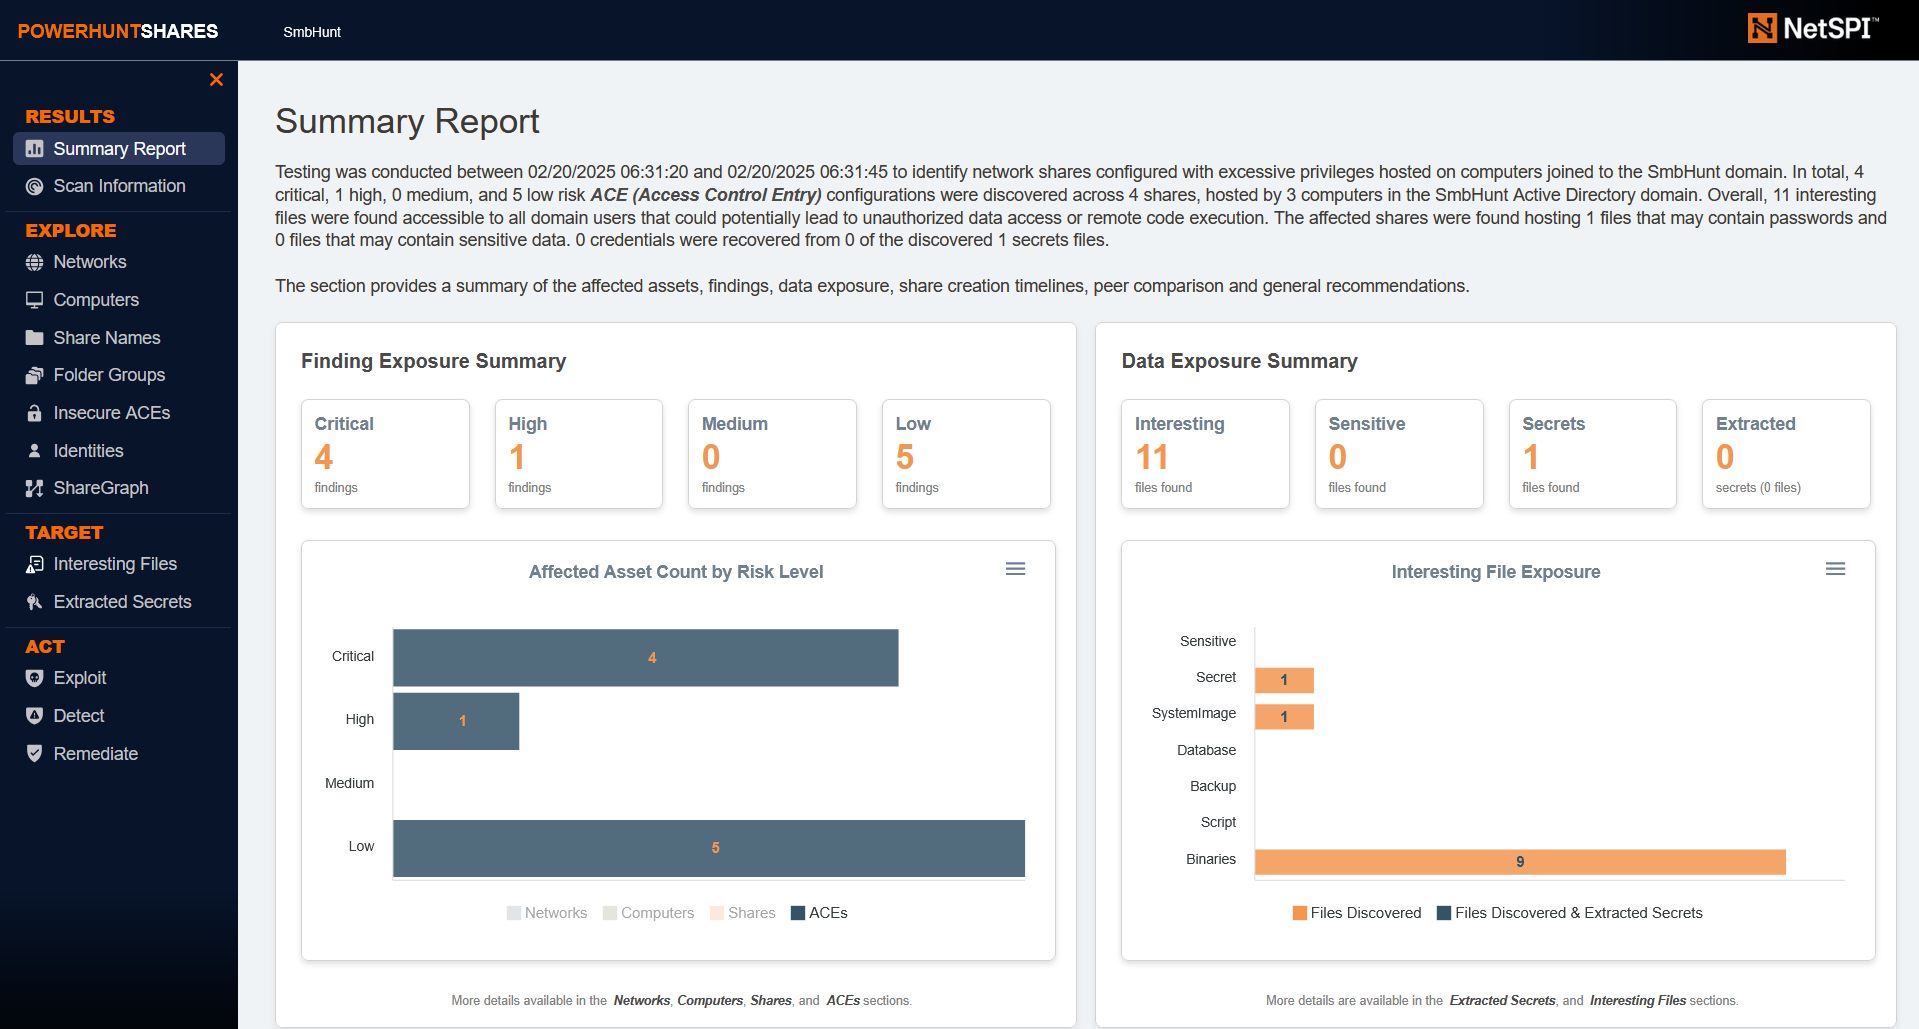 POWERHUNTSHARES
SmbHunt
NetSPI™
RESULTS
Summary Report
Scan Information
EXPLORE
Networks
Computers
Share Names
Folder Groups
Insecure ACEs
Identities
ShareGraph
TARGET
Interesting Files
Extracted Secrets
ACT
Exploit
Detect
Remediate
Summary Report
Testing was conducted between 02/20/2025 06:31:20 and 02/20/2025 06:31:45 to identify network shares configured with excessive privileges hosted on computers joined to the SmbHunt domain. In total, 4
critical, 1 high, 0 medium, and 5 low risk ACE (Access Control Entry) configurations were discovered across 4 shares, hosted by 3 computers in the SmbHunt Active Directory domain. Overall, 11 interesting
files were found accessible to all domain users that could potentially lead to unauthorized data access or remote code execution. The affected shares were found hosting 1 files that may contain passwords and
0 files that may contain sensitive data. 0 credentials were recovered from 0 of the discovered 1 secrets files.
The section provides a summary of the affected assets, findings, data exposure, share creation timelines, peer comparison and general recommendations.
Finding Exposure Summary
Critical
4
findings
High
1
findings
Medium
0
findings
Low
5
findings
Affected Asset Count by Risk Level
Critical
4
High
1
Medium
Low
5
Networks Computers Shares ACEs
More details available in the Networks, Computers, Shares, and ACEs sections.
Data Exposure Summary
Interesting
11
files found
Sensitive
0
files found
Secrets
1
files found
Extracted
0
secrets (0 files)
Interesting File Exposure
Sensitive
Secret
1
SystemImage
1
Database
Backup
Script
Binaries
9
Files Discovered Files Discovered & Extracted Secrets
More details are available in the Extracted Secrets, and Interesting Files sections.